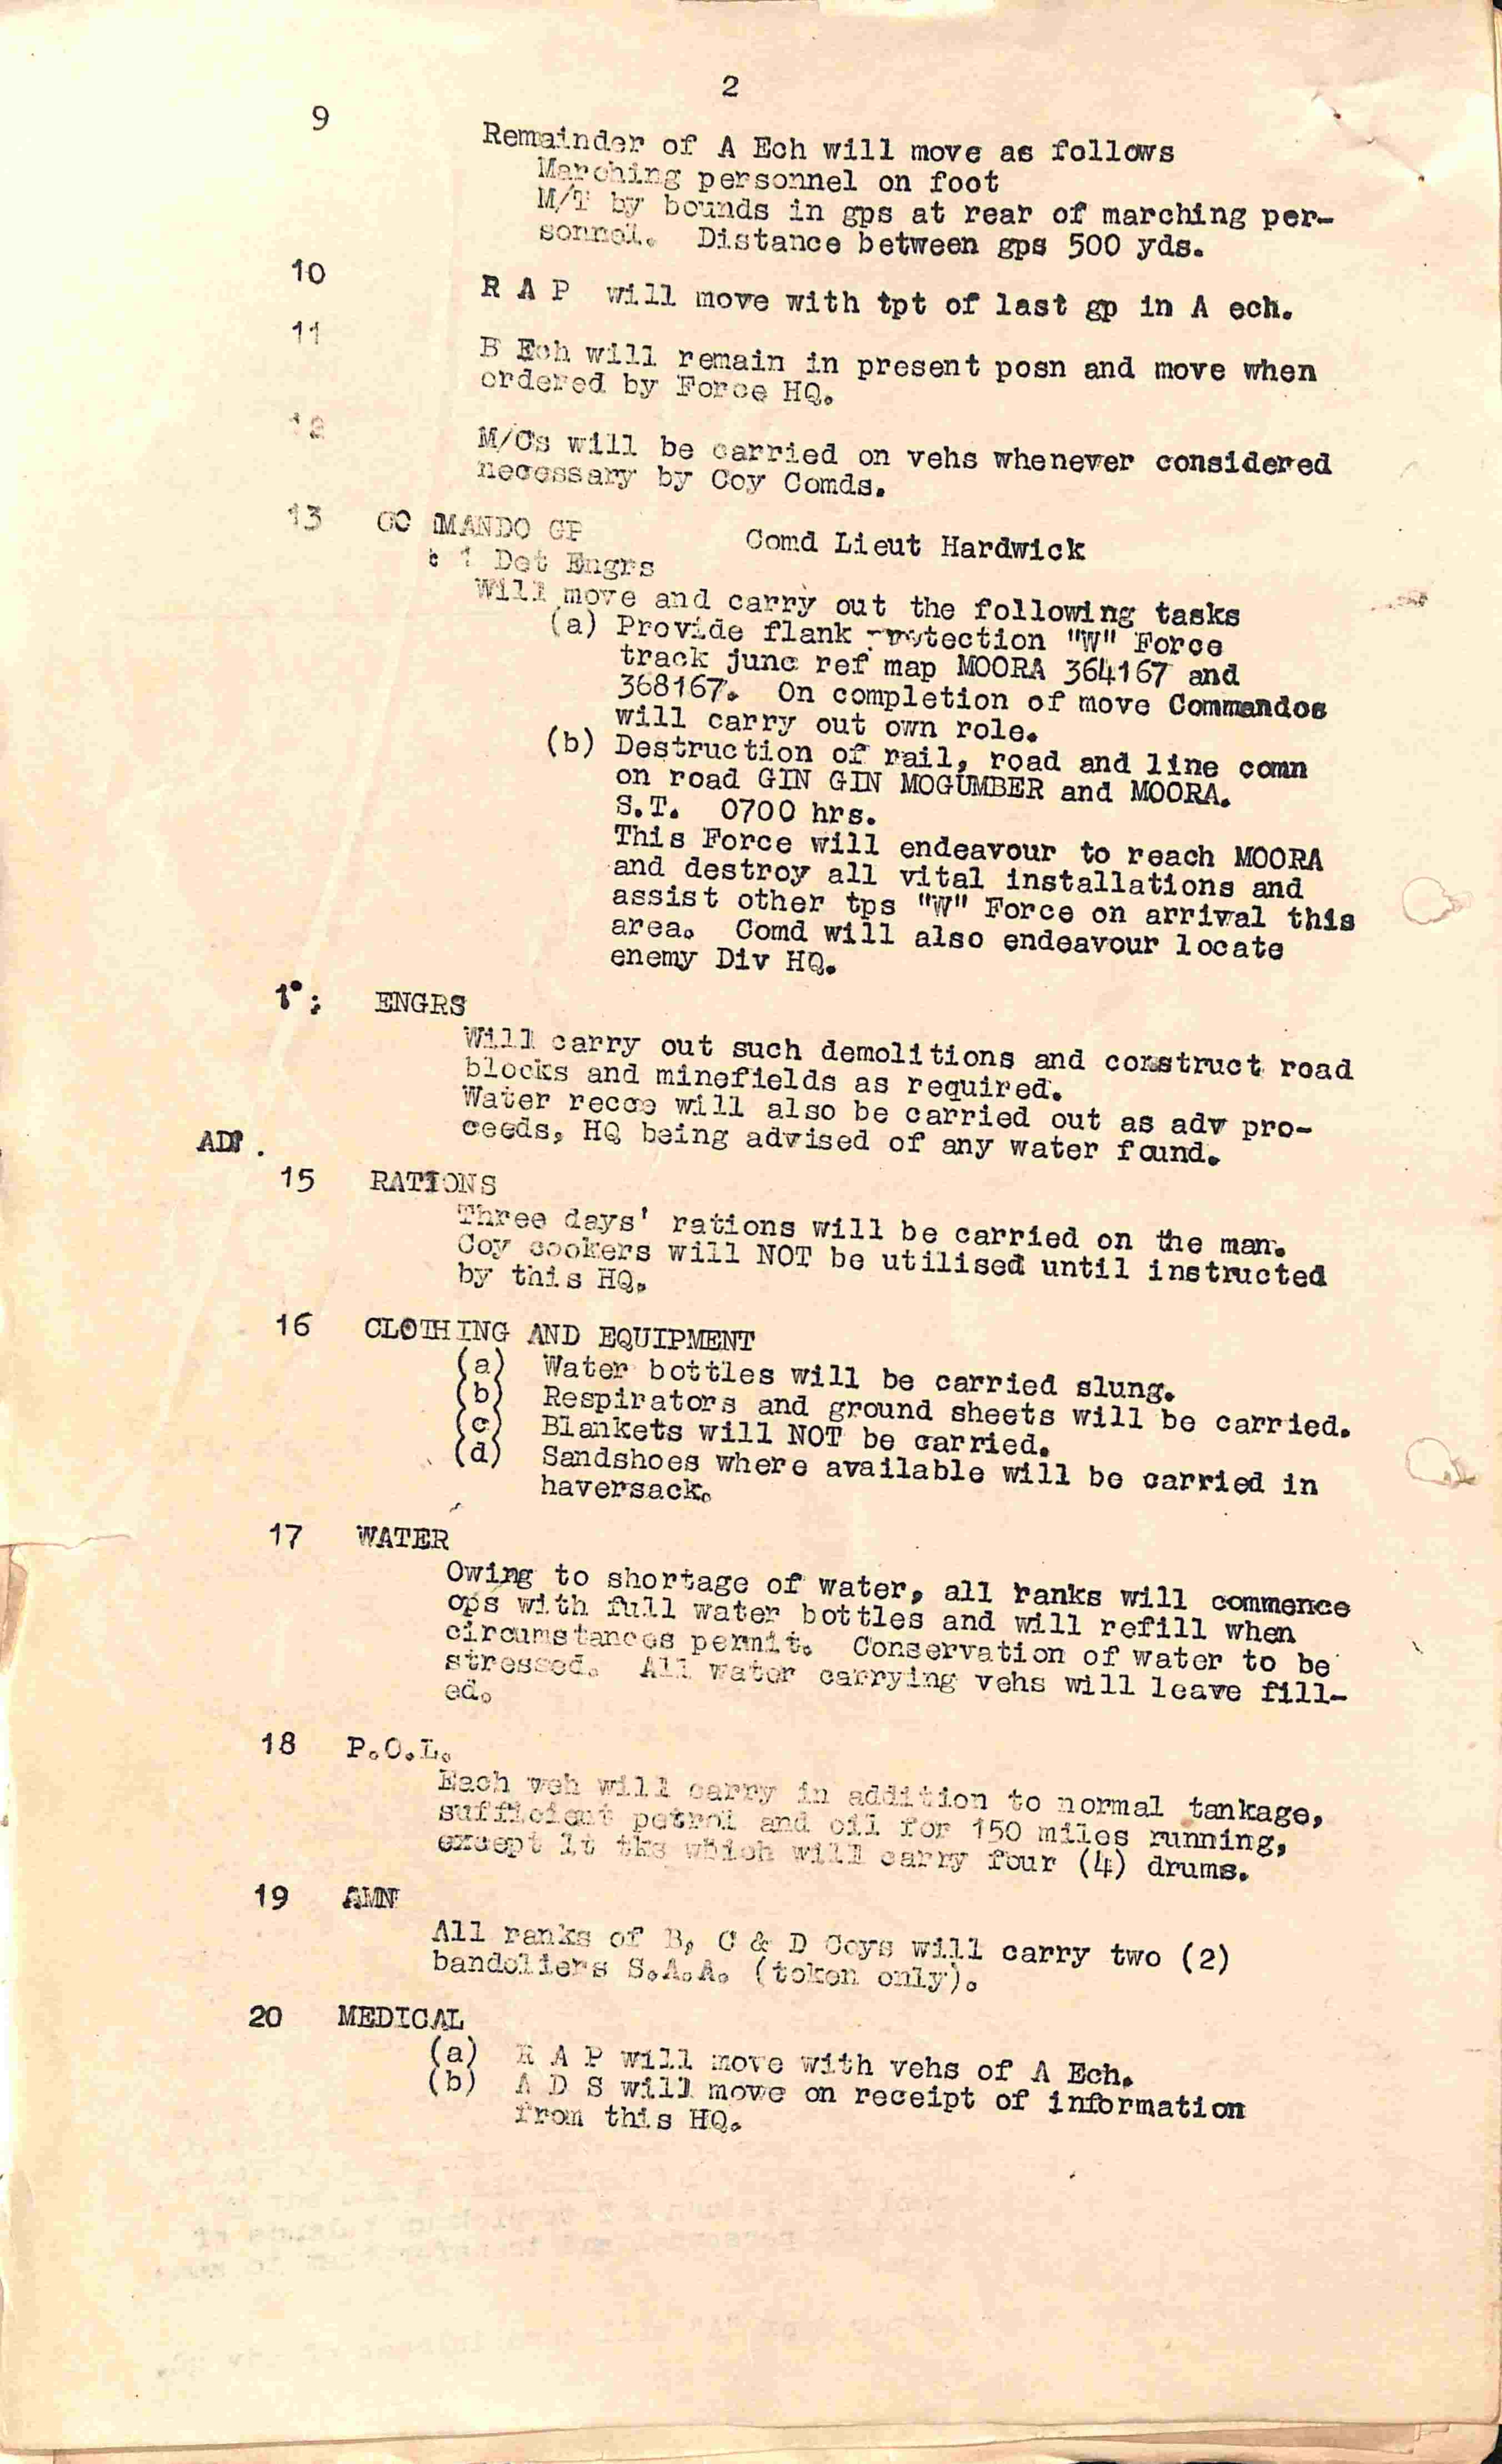 2
9
Remainder of A Ech will move as follows
Marching personnel on foot
M/T by bounds in gps at rear of marching per-
sonnel. Distance between gps 500 yds.
10
R A P will move with tpt of last gp in A ech.
11
B Ech will remain in present posn and move when
ordered by Force HQ.
12
M/Cs will be carried on vehs whenever considered
necessary by Coy Comds.
13 CO MMANDO GP Comd Lieut Hardwick
& 1 Det Engrs
Will move and carry out the following tasks
(a) Provide flank protection "W" Force
track junc ref map MOORA 364167 and
368167. On completion of move Commandos
will carry out own role.
(b) Destruction of rail, road and line comn
on road GIN GIN MOGUMBER and MOORA.
S.T. 0700 hrs.
This Force will endeavour to reach MOORA
and destroy all vital installations and
assist other tps "W" Force on arrival this
area. Comd will also endeavour locate
enemy Div HQ.
ENGRS
Will carry out such demolitions and construct road
blocks and minefields as required.
Water recce will also be carried out as adv pro-
ceeds, HQ being advised of any water found.
15 RATIONS
Three days' rations will be carried on the man.
Coy cookers will NOT be utilised until instructed
by this HQ.
16 CLOTHING AND EQUIPMENT
(a) Water bottles will be carried slung.
(b) Respirators and ground sheets will be carried.
(c) Blankets will NOT be carried.
(d) Sandshoes where available will be carried in
haversack.
17 WATER
Owing to shortage of water, all ranks will commence
ops with full water bottles and will refill when
circumstances permit. Conservation of water to be
stressed. All water carrying vehs will leave fill-
ed.
18 P.O.L.
Each veh will carry in addition to normal tankage,
sufficient petrol and oil for 150 miles running,
except lt tks which will carry four (4) drums.
19 AMN
All ranks of B, C & D Coys will carry two (2)
bandoliers S.A.A. (token only).
20 MEDICAL
(a) R A P will move with vehs of A Ech.
(b) A D S will move on receipt of information
from this HQ.